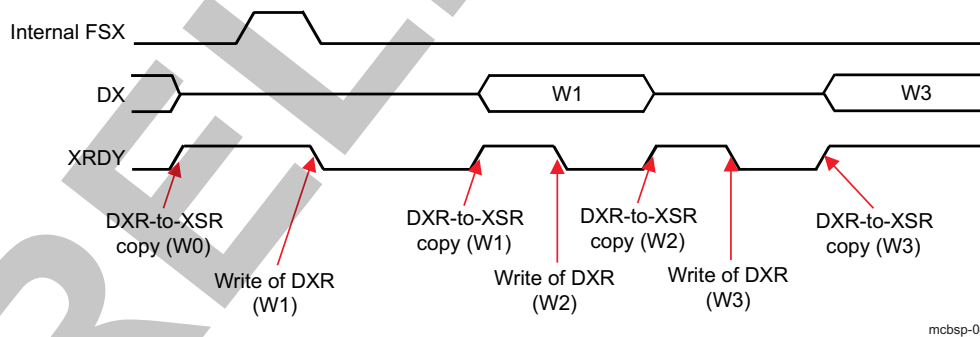 Internal FSX
DX
W1
W3
XRDY
DXR-to-XSR
copy (W0)
Write of DXR
(W1)
DXR-to-XSR
copy (W1)
Write of DXR
(W2)
DXR-to-XSR
copy (W2)
Write of DXR
(W3)
DXR-to-XSR
copy (W3)
mcbsp-0